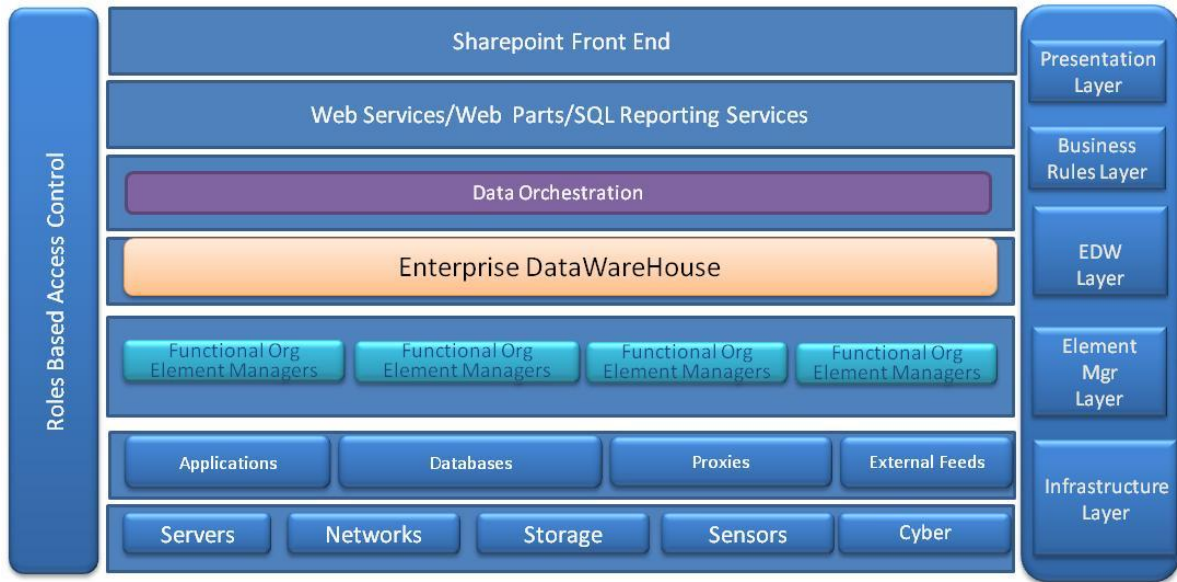 Roles Based Access Control
Sharepoint Front End
Web Services/Web Parts/SQL Reporting Services
Data Orchestration
Enterprise DataWareHouse
Functional Org
Element Managers
Functional Org
Element Managers
Functional Org
Element Managers
Functional Org
Element Managers
Applications
Databases
Proxies
External Feeds
Servers
Networks
Storage
Sensors
Cyber
Presentation
Layer
Business
Rules Layer
EDW
Layer
Element
Mgr
Layer
Infrastructure
Layer